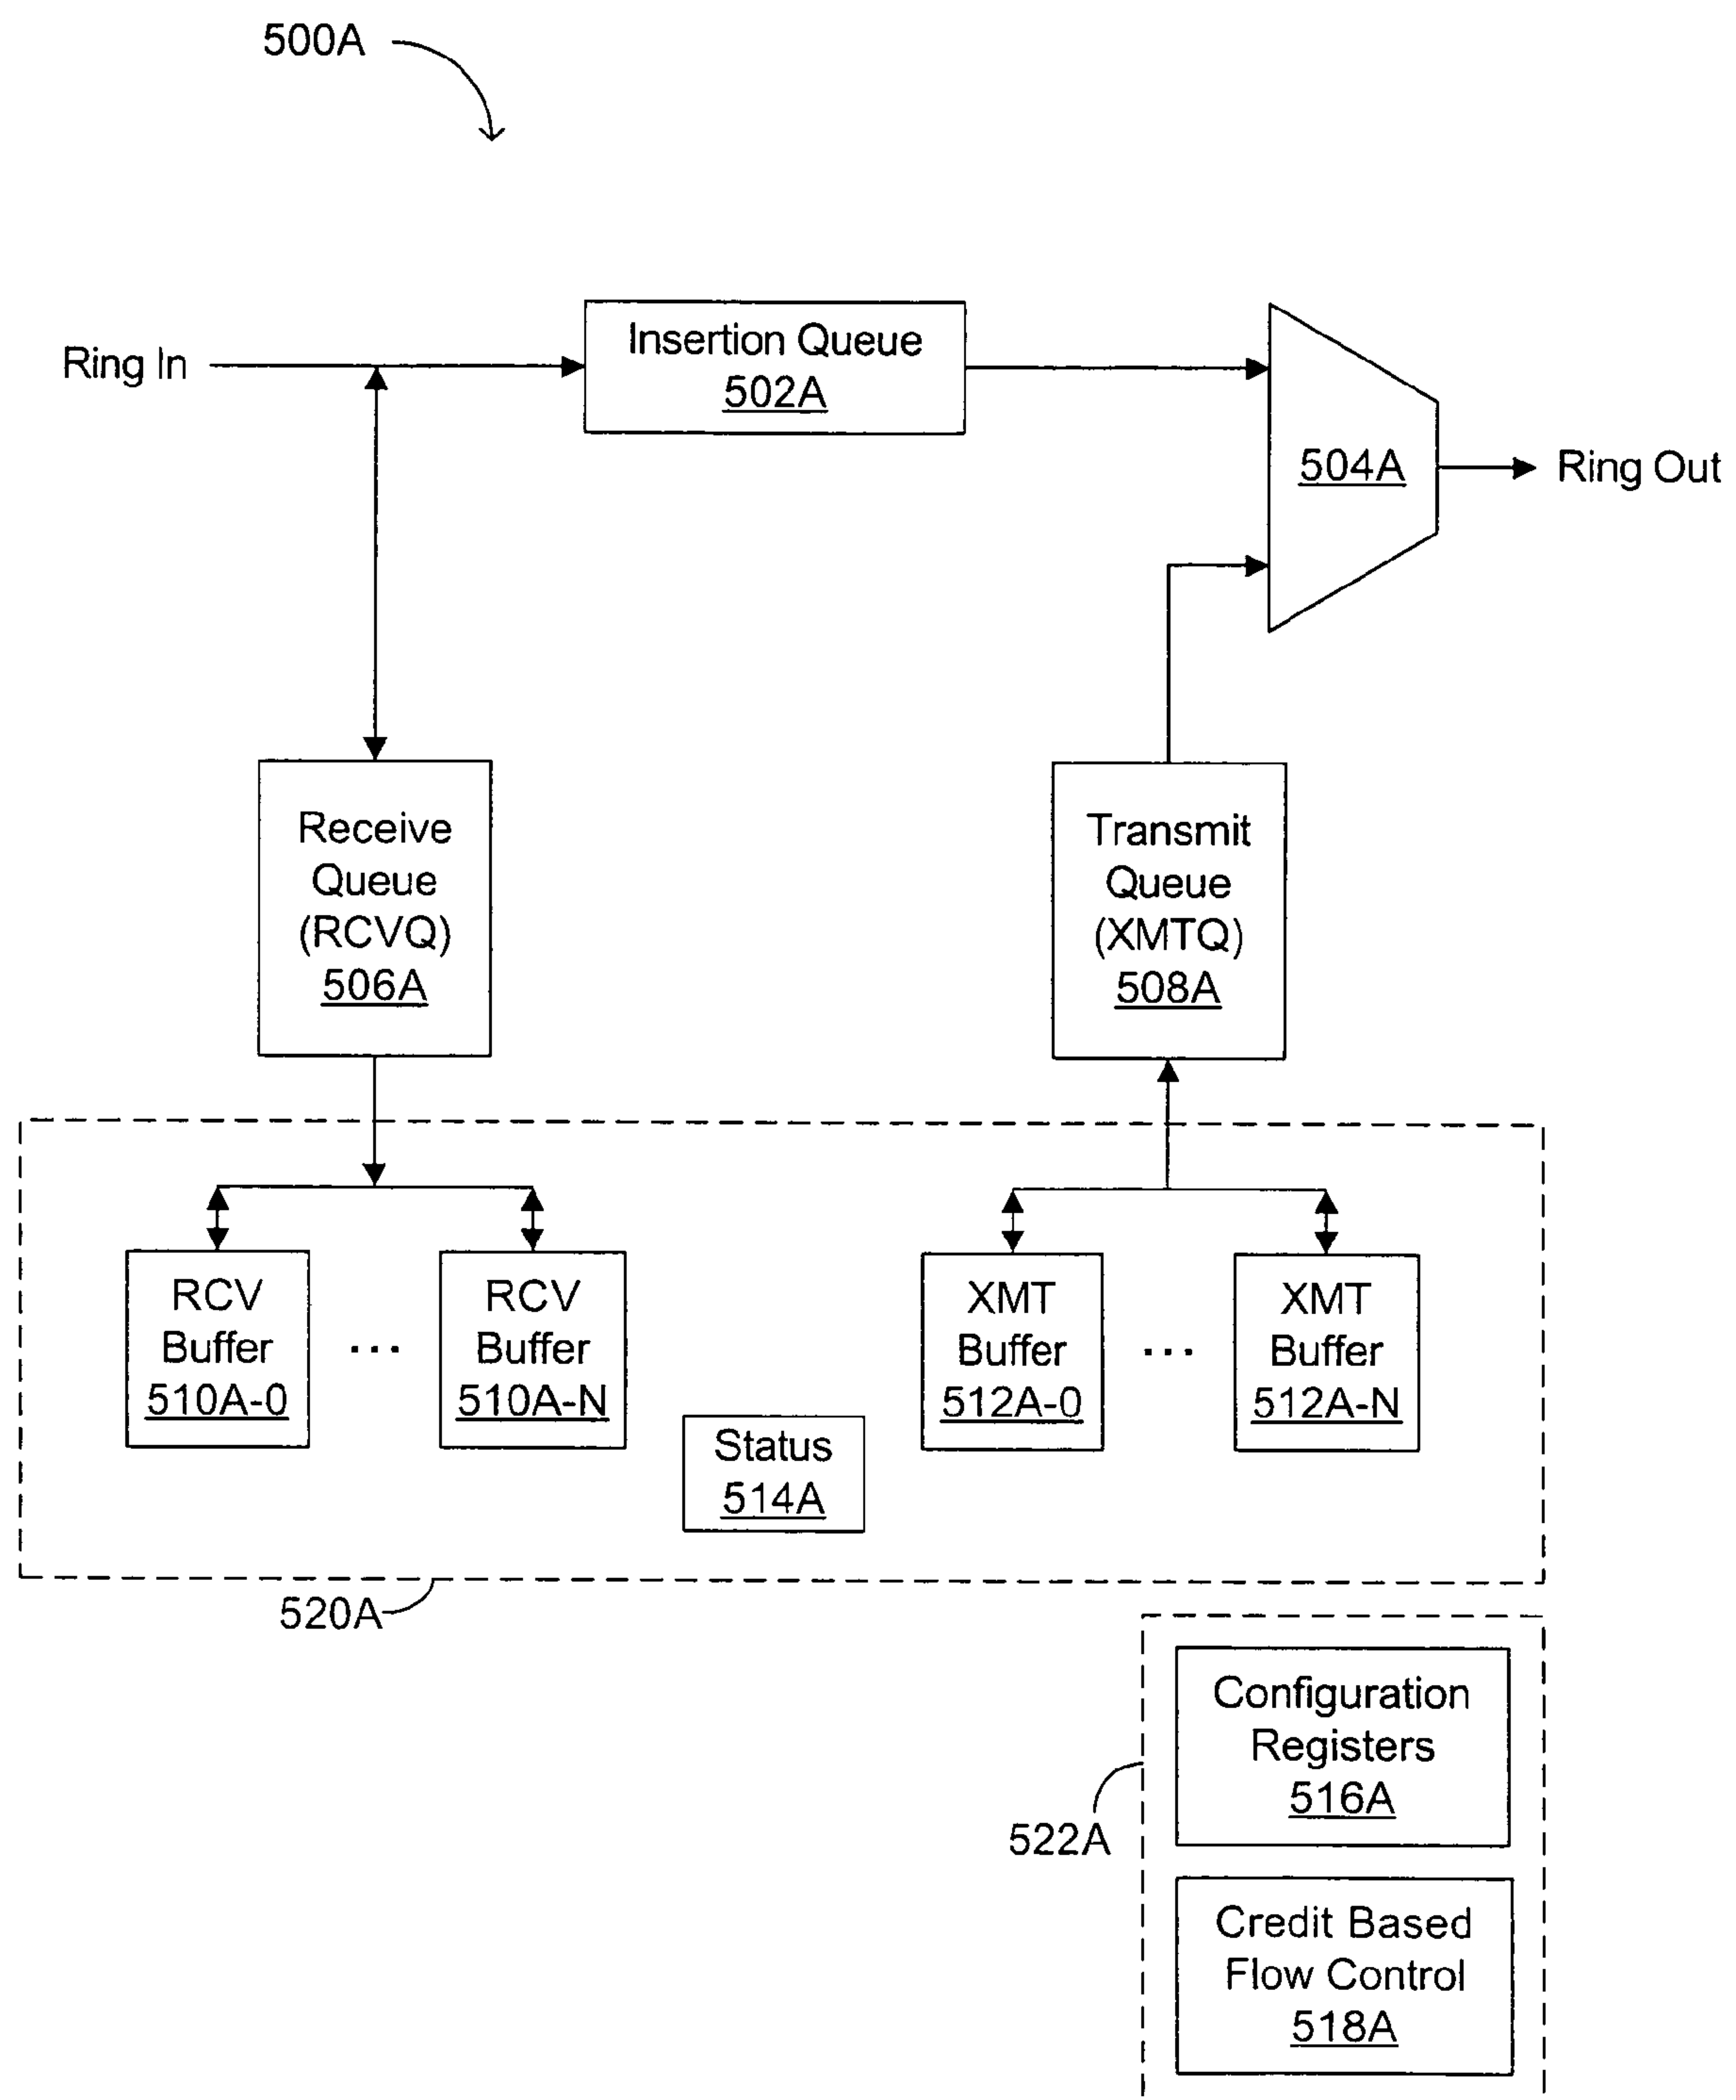 500A
Ring In
Insertion Queue
502A
504A
Ring Out
Receive
Queue
(RCVQ)
506A
Transmit
Queue
(XMTQ)
508A
RCV
Buffer
510A-0
...
RCV
Buffer
510A-N
Status
514A
XMT
Buffer
512A-0
...
XMT
Buffer
512A-N
520A
Configuration
Registers
516A
522A
Credit Based
Flow Control
518A